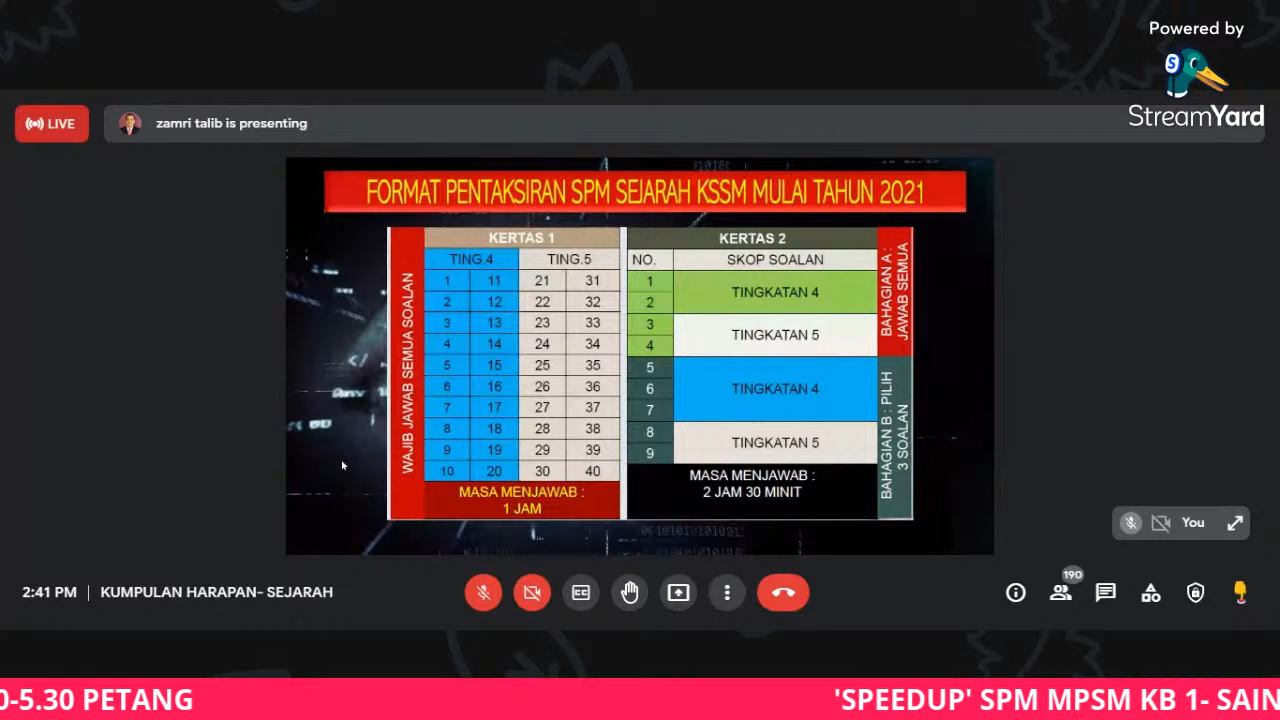 Powered by
StreamYard
LIVE
zamri talib is presenting
FORMAT PENTAKSIRAN SPM SEJARAH KSSM MULAI TAHUN 2021
WAJIB JAWAB SEMUA SOALAN
KERTAS 1
TING.4 TING.5
1 11 21 31
2 12 22 32
3 13 23 33
4 14 24 34
5 15 25 35
6 16 26 36
7 17 27 37
8 18 28 38
9 19 29 39
10 20 30 40
MASA MENJAWAB :
1 JAM
KERTAS 2
NO. SKOP SOALAN
1
2
TINGKATAN 4
3
4
TINGKATAN 5
5
6
7
TINGKATAN 4
8
9
TINGKATAN 5
MASA MENJAWAB :
2 JAM 30 MINIT
BAHAGIAN A :
JAWAB SEMUA
BAHAGIAN B : PILIH
3 SOALAN
You
2:41 PM | KUMPULAN HARAPAN- SEJARAH
190
0-5.30 PETANG
'SPEEDUP' SPM MPSM KB 1- SAIN